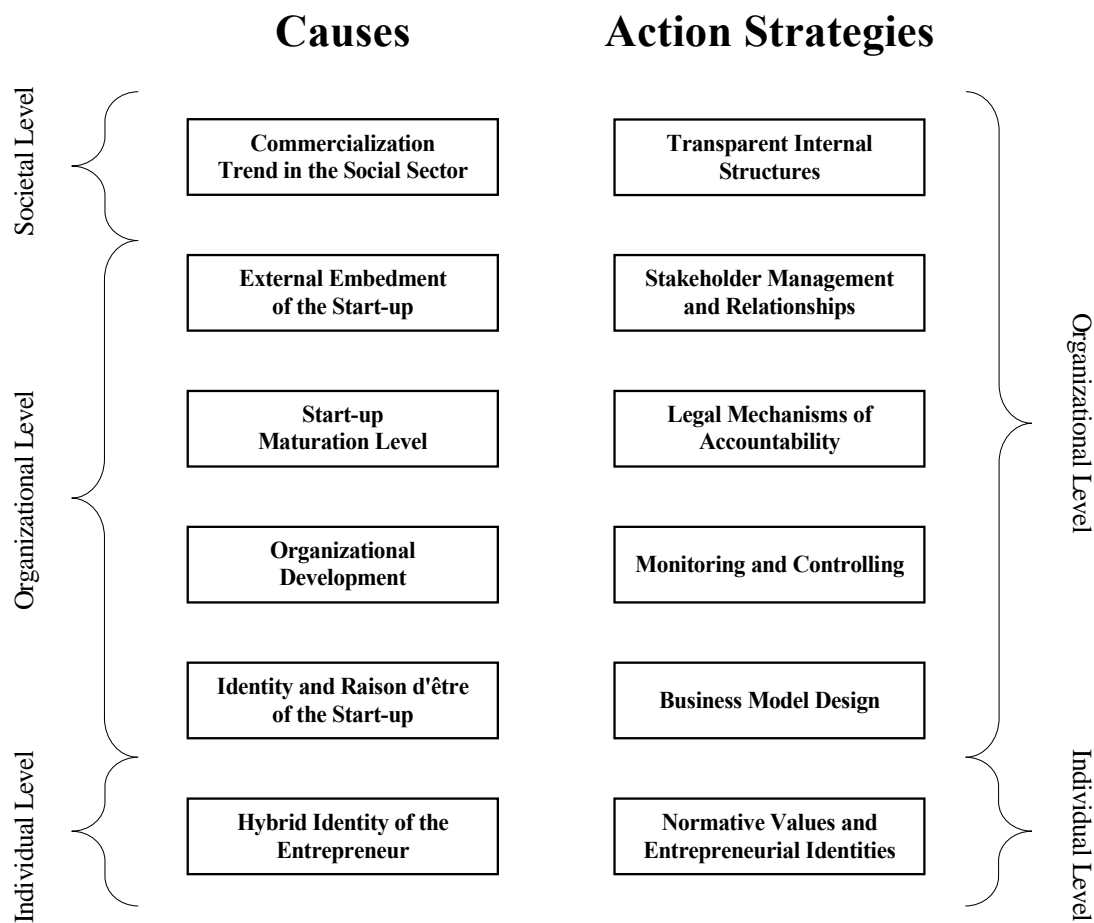 Causes
Action Strategies
Societal Level
Commercialization
Trend in the Social Sector
Transparent Internal
Structures
Organizational Level
External Embedment
of the Start-up
Stakeholder Management
and Relationships
Organizational Level
Start-up
Maturation Level
Legal Mechanisms of
Accountability
Organizational
Development
Monitoring and Controlling
Identity and Raison d'être
of the Start-up
Business Model Design
Individual Level
Hybrid Identity of the
Entrepreneur
Normative Values and
Entrepreneurial Identities
Individual Level